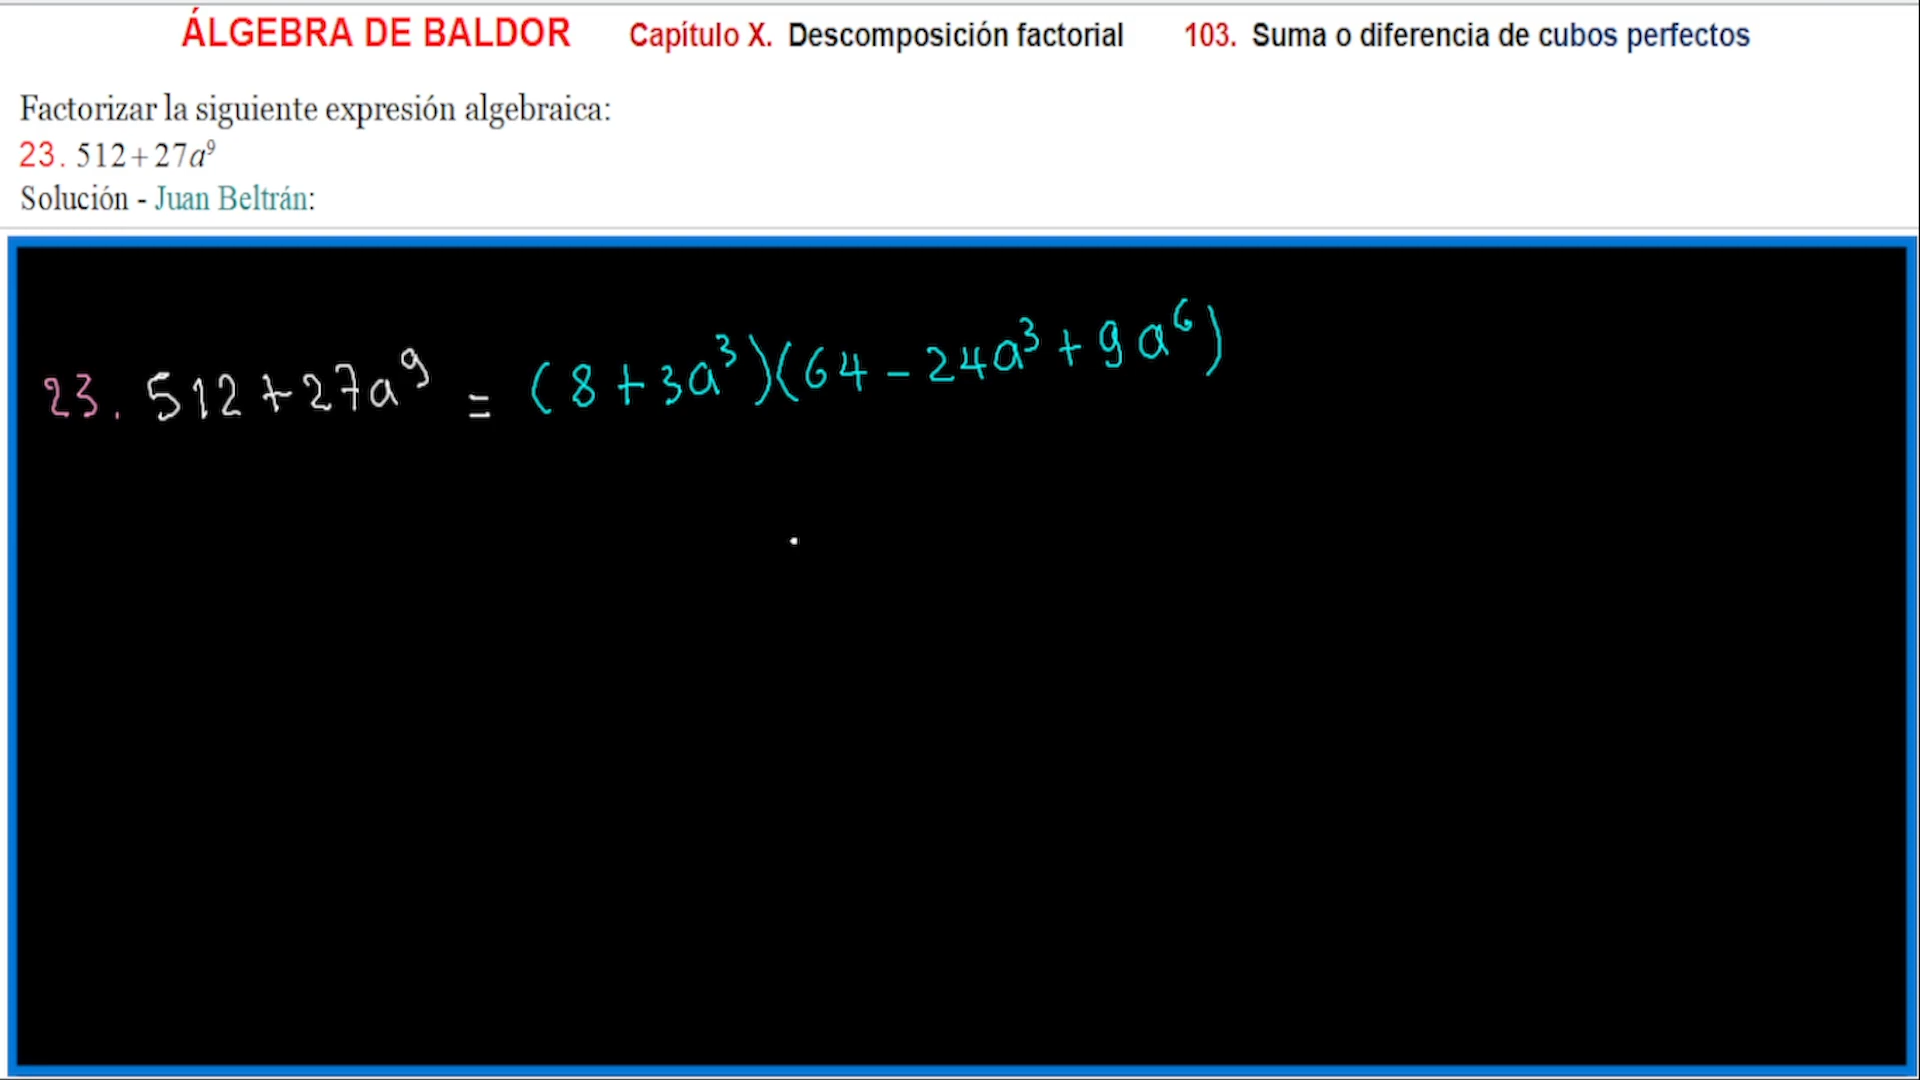 ÁLGEBRA DE BALDOR Capítulo X. Descomposición factorial 103. Suma o diferencia de cubos perfectos
Factorizar la siguiente expresión algebraica:
23. 512+27a⁹
Solución - Juan Beltrán:
23. 512+27a⁹ = (8+3a³)(64-24a³+9a⁶)